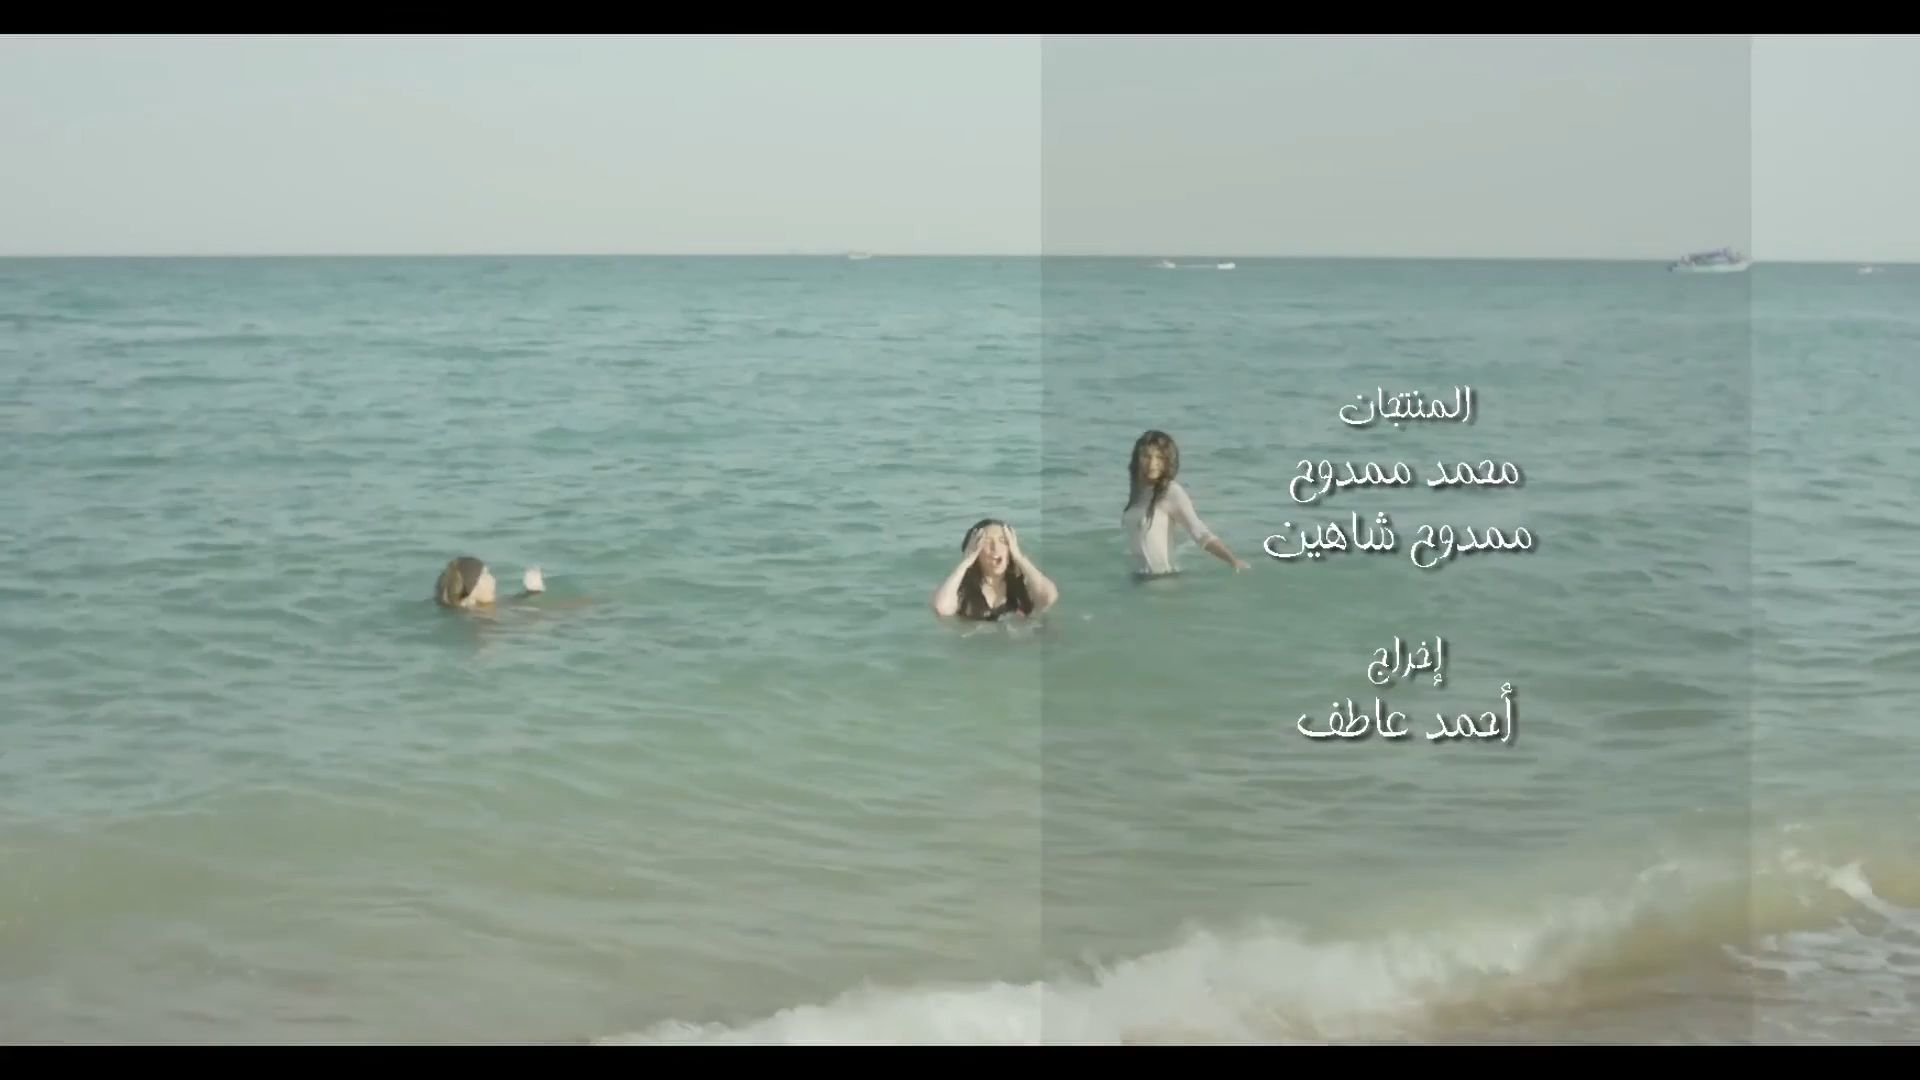 المنتجان
محمد ممدوح
ممدوح شاهين
إخراج
أحمد عاطف